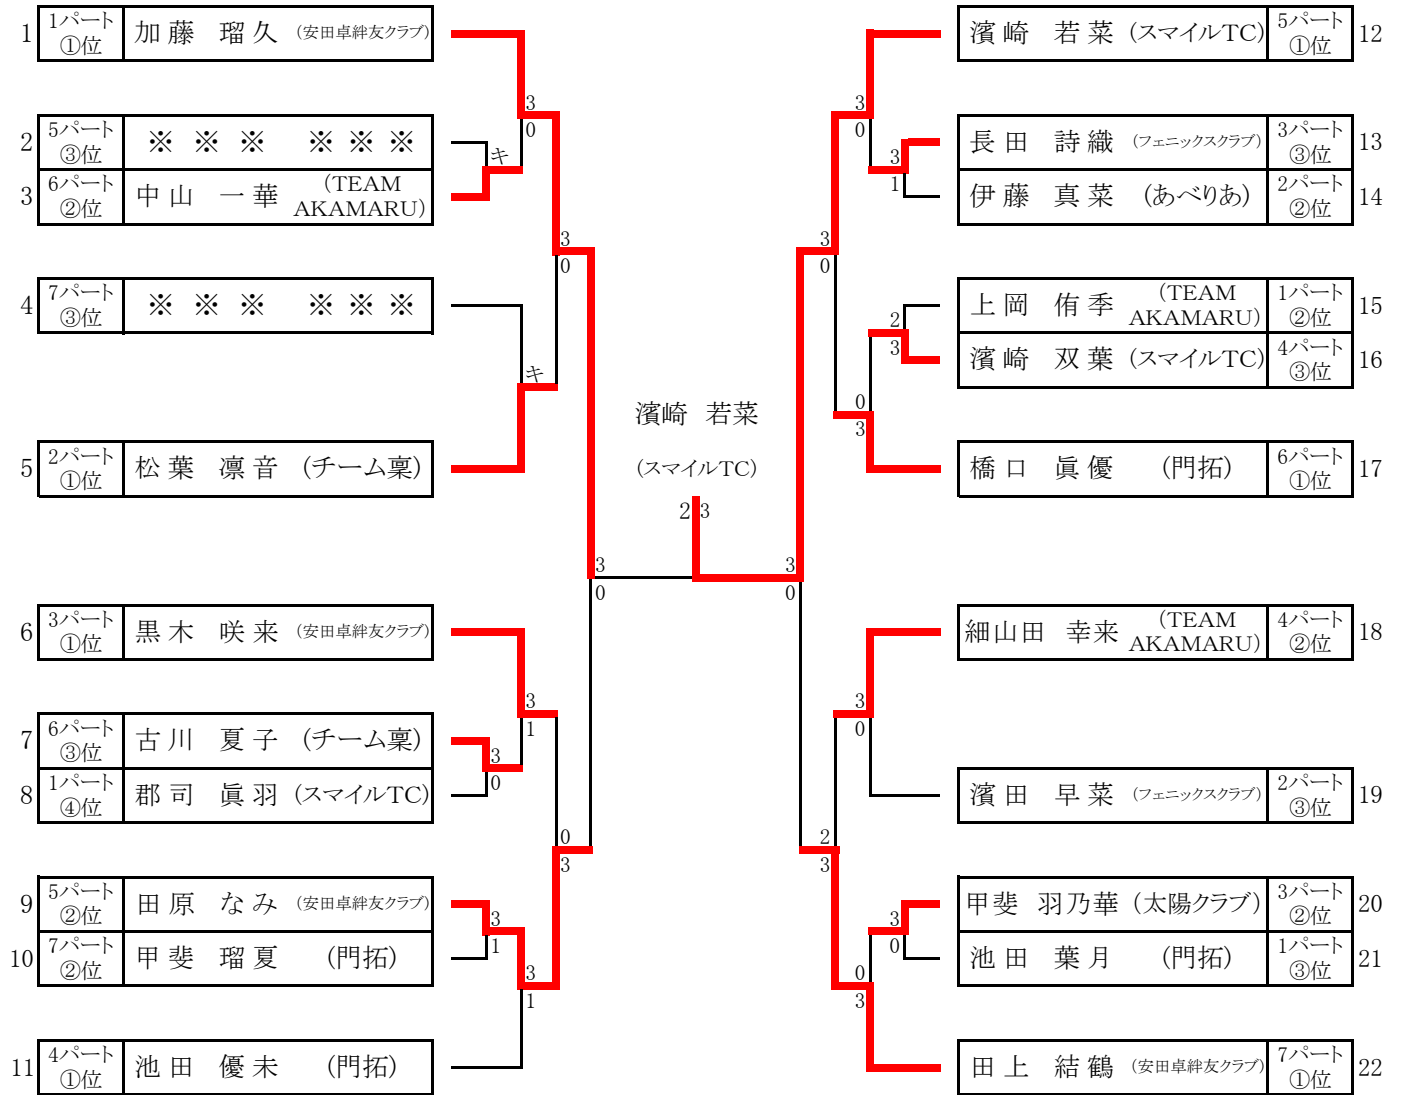 1 1パート ①位 加藤 瑠久 (安田卓絆友クラブ)
2 5パート ③位 ※ ※ ※ ※ ※ ※
3 6パート ②位 中山 一華 (TEAM AKAMARU)
4 7パート ③位 ※ ※ ※ ※ ※ ※
5 2パート ①位 松葉 凛音 (チーム稟)
6 3パート ①位 黒木 咲来 (安田卓絆友クラブ)
7 6パート ③位 古川 夏子 (チーム稟)
8 1パート ④位 郡司 眞羽 (スマイルTC)
9 5パート ②位 田原 なみ (安田卓絆友クラブ)
10 7パート ②位 甲斐 瑠夏 (門拓)
11 4パート ①位 池田 優未 (門拓)
3
0
キ
3
0
キ
3
0
3
1
3
0
0
3
3
1
3
1
濱崎 若菜
(スマイルTC)
2 3
3
0
3
0
3
1
3
0
2
3
0
3
3
0
3
0
2
3
3
0
0
3
濱崎 若菜 (スマイルTC) 5パート ①位 12
長田 詩織 (フェニックスクラブ) 3パート ③位 13
伊藤 真菜 (あべりあ) 2パート ②位 14
上岡 侑季 (TEAM AKAMARU) 1パート ②位 15
濱崎 双葉 (スマイルTC) 4パート ③位 16
橋口 眞優 (門拓) 6パート ①位 17
細山田 幸来 (TEAM AKAMARU) 4パート ②位 18
濱田 早菜 (フェニックスクラブ) 2パート ③位 19
甲斐 羽乃華 (太陽クラブ) 3パート ②位 20
池田 葉月 (門拓) 1パート ③位 21
田上 結鶴 (安田卓絆友クラブ) 7パート ①位 22